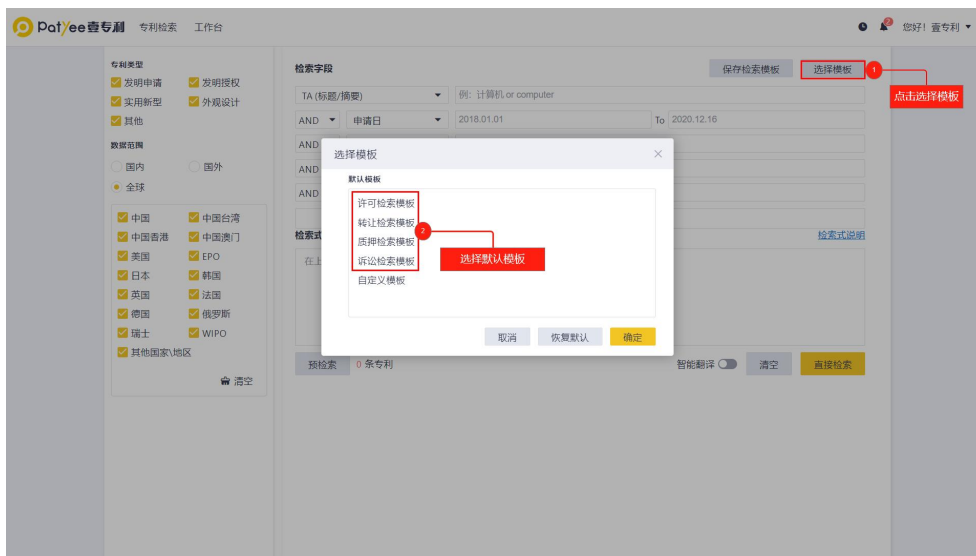 Patyee壹专利 专利检索 工作台 2 您好！壹专利
专利类型
发明申请 发明授权
实用新型 外观设计
其他
数据范围
国内 国外
全球
中国 中国台湾
中国香港 中国澳门
美国 EPO
日本 韩国
英国 法国
德国 俄罗斯
瑞士 WIPO
其他国家\地区
清空
检索字段 保存检索模板 选择模板 1
点击选择模板
TA (标题/摘要) 例: 计算机 or computer
AND 申请日 2018.01.01 To 2020.12.16
AND
AND
AND
检索式 检索式说明
在上
选择模板
默认模板
许可检索模板
转让检索模板
质押检索模板
诉讼检索模板
自定义模板
2
选择默认模板
取消 恢复默认 确定
预检索 0 条专利 智能翻译 清空 直接检索